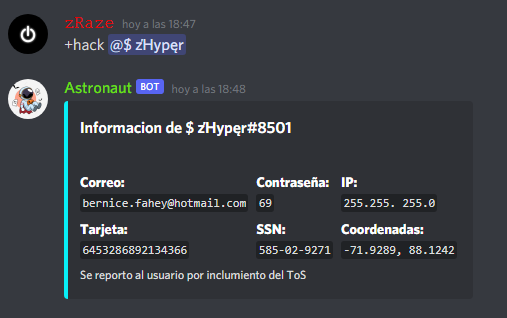 zRaze hoy a las 18:47
+hack @$ zHypęr
Astronaut BOT hoy a las 18:48
Informacion de $ zHypęr#8501
Correo: Contraseña: IP:
bernice.fahey@hotmail.com 69 255.255. 255.0
Tarjeta: SSN: Coordenadas:
6453286892134366 585-02-9271 -71.9289, 88.1242
Se reporto al usuario por inclumiento del ToS